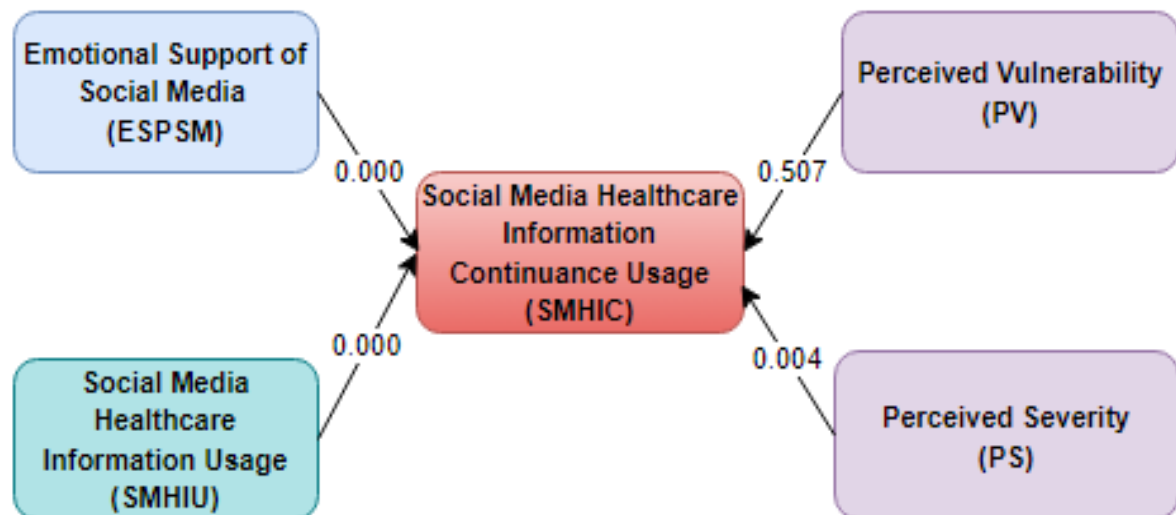 Emotional Support of
Social Media
(ESPSM)
Perceived Vulnerability
(PV)
0.000
0.507
Social Media Healthcare
Information
Continuance Usage
(SMHIC)
0.000
0.004
Social Media
Healthcare
Information Usage
(SMHIU)
Perceived Severity
(PS)